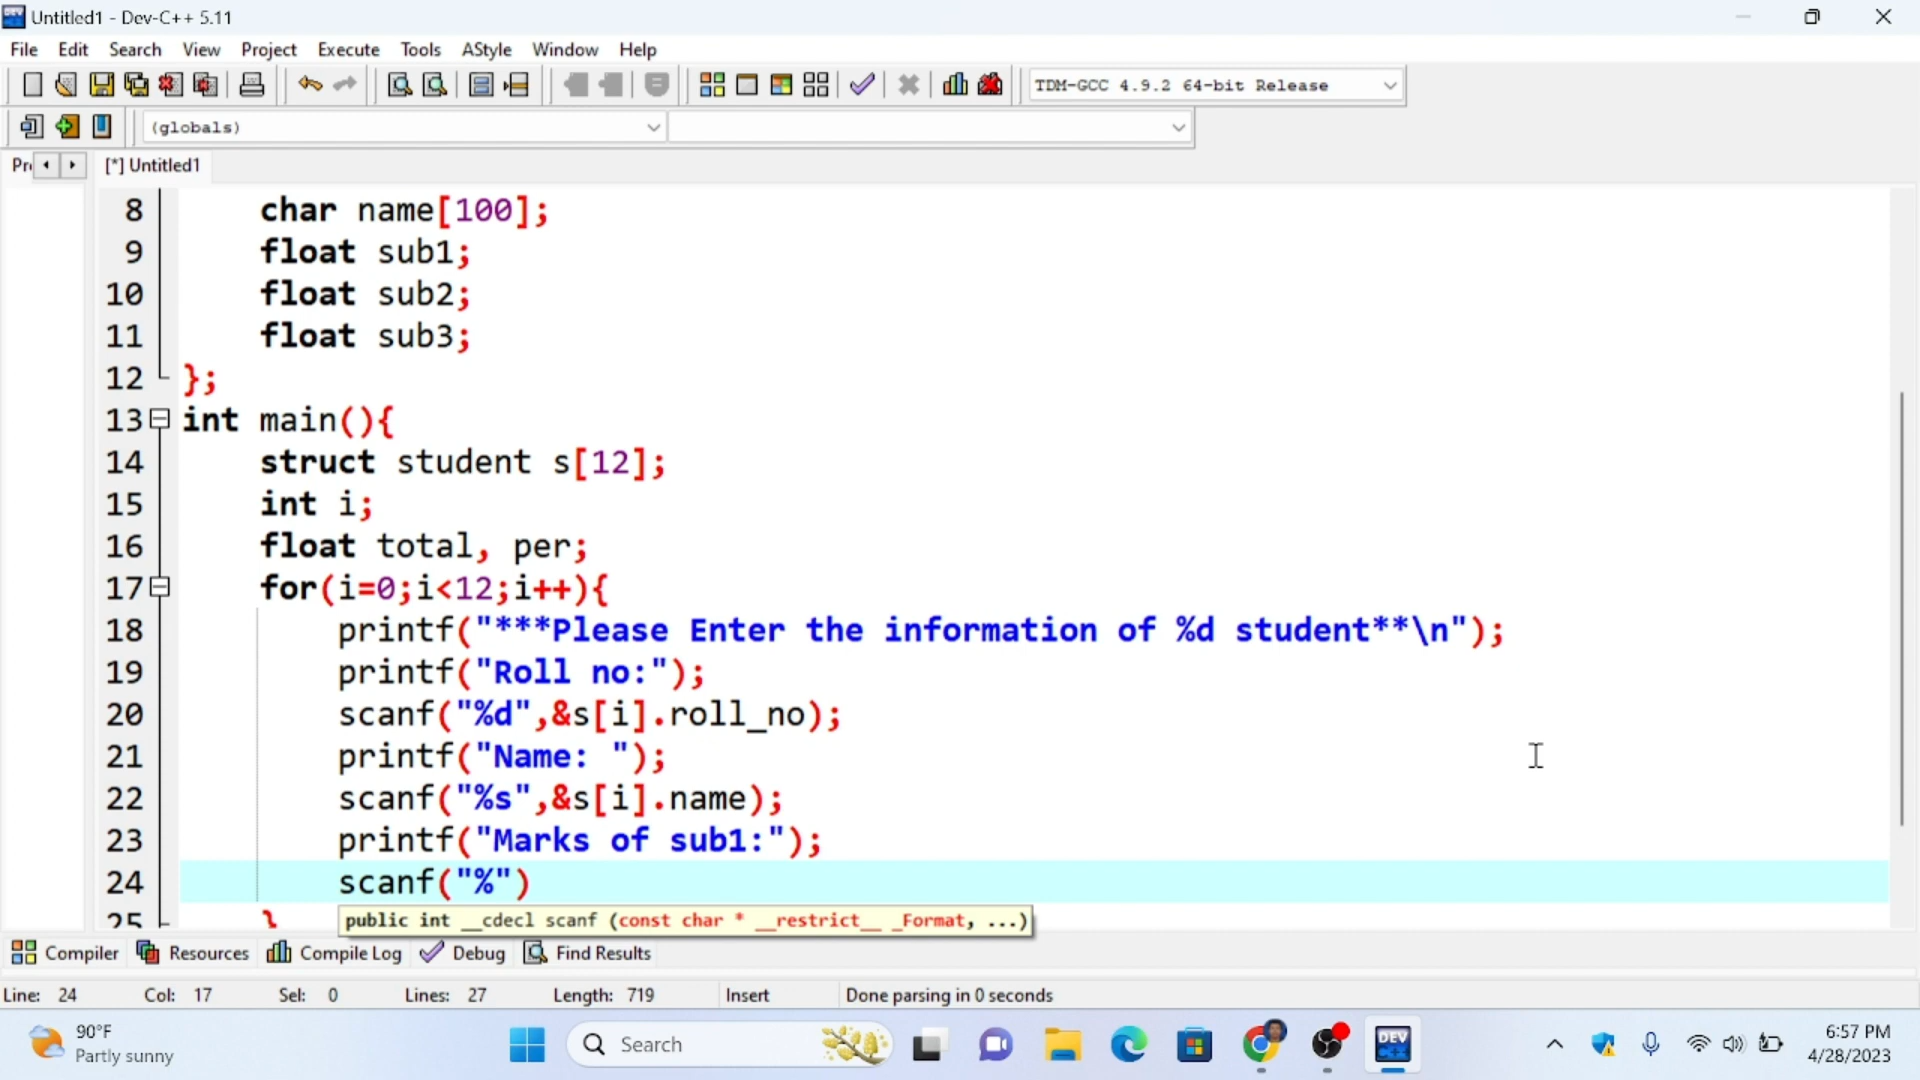 Untitled1 - Dev-C++ 5.11
File Edit Search View Project Execute Tools AStyle Window Help
TDM-GCC 4.9.2 64-bit Release
(globals)
[*] Untitled1
8 char name[100];
9 float sub1;
10 float sub2;
11 float sub3;
12 };
13 int main(){
14 struct student s[12];
15 int i;
16 float total, per;
17 for(i=0;i<12;i++){
18 printf("***Please Enter the information of %d student**\n");
19 printf("Roll no:");
20 scanf("%d",&s[i].roll_no);
21 printf("Name: ");
22 scanf("%s",&s[i].name);
23 printf("Marks of sub1:");
24 scanf("%")
25 }
public int __cdecl scanf (const char * __restrict__ _Format, ...)
Compiler Resources Compile Log Debug Find Results
Line: 24 Col: 17 Sel: 0 Lines: 27 Length: 719 Insert Done parsing in 0 seconds
90°F
Partly sunny
Search
DEV
6:57 PM
4/28/2023